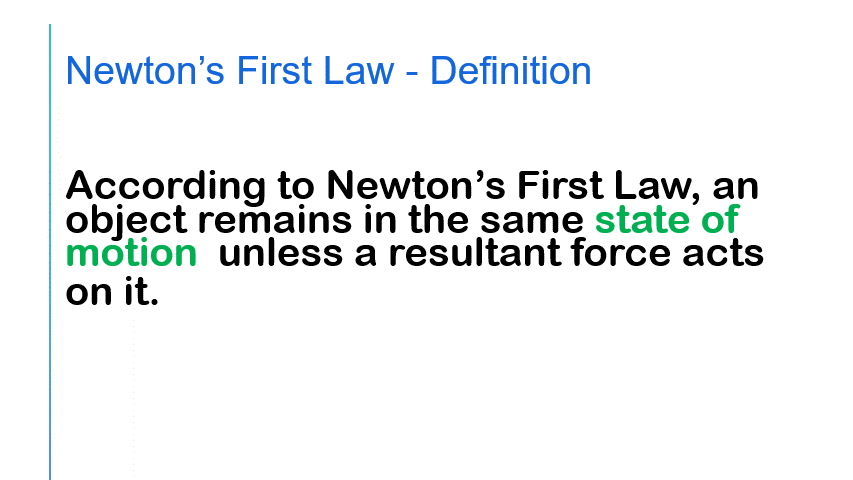 Newton’s First Law - Definition
According to Newton’s First Law, an
object remains in the same state of
motion unless a resultant force acts
on it.